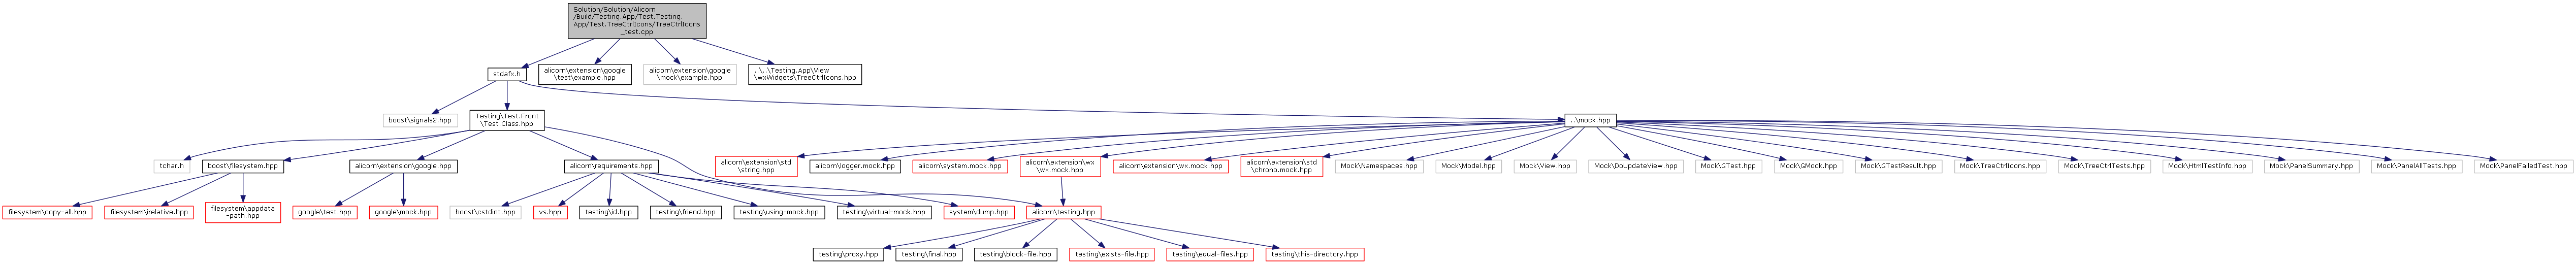 Solution/Solution/Alicorn
/Build/Testing.App/Test.Testing.
App/Test.TreeCtrlIcons/TreeCtrlIcons
_test.cpp
stdafx.h
alicorn\extension\google
\test\example.hpp
alicorn\extension\google
\mock\example.hpp
..\..\Testing.App\View
\wxWidgets\TreeCtrlIcons.hpp
boost\signals2.hpp
Testing\Test.Front
\Test.Class.hpp
..\mock.hpp
tchar.h
boost\filesystem.hpp
alicorn\extension\google.hpp
alicorn\requirements.hpp
alicorn\extension\std
\string.hpp
alicorn\logger.mock.hpp
alicorn\system.mock.hpp
alicorn\extension\wx
\wx.mock.hpp
alicorn\extension\wx.mock.hpp
alicorn\extension\std
\chrono.mock.hpp
Mock\Namespaces.hpp
Mock\Model.hpp
Mock\View.hpp
Mock\DoUpdateView.hpp
Mock\GTest.hpp
Mock\GMock.hpp
Mock\GTestResult.hpp
Mock\TreeCtrlIcons.hpp
Mock\TreeCtrlTests.hpp
Mock\HtmlTestInfo.hpp
Mock\PanelSummary.hpp
Mock\PanelAllTests.hpp
Mock\PanelFailedTest.hpp
filesystem\copy-all.hpp
filesystem\irelative.hpp
filesystem\appdata
-path.hpp
google\test.hpp
google\mock.hpp
boost\cstdint.hpp
vs.hpp
testing\id.hpp
testing\friend.hpp
testing\using-mock.hpp
testing\virtual-mock.hpp
system\dump.hpp
alicorn\testing.hpp
testing\proxy.hpp
testing\final.hpp
testing\block-file.hpp
testing\exists-file.hpp
testing\equal-files.hpp
testing\this-directory.hpp